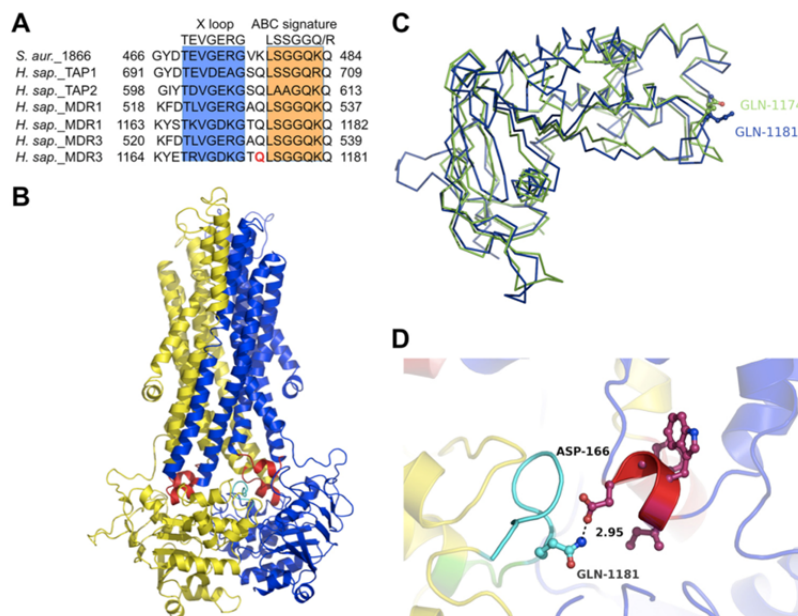 A
X loop ABC signature
TEVGERG LSSGGQ/R
S. aur._1866 466 GYDTEVGERGVKLSGGQKQ 484
H. sap._TAP1 691 GYDTEVDEAGSQLSGGQRQ 709
H. sap._TAP2 598 GIYTDVGEKGSQLAAGQKQ 613
H. sap._MDR1 518 KFDTLVGERGAQLSGGQKQ 537
H. sap._MDR1 1163 KYSTKVGDKGTQLSGGQKQ 1182
H. sap._MDR3 520 KFDTLVGERGAQLSGGQKQ 539
H. sap._MDR3 1164 KYETRVGDKGTQLSGGQKQ 1181
B
C
GLN-1174
GLN-1181
D
ASP-166
2.95
GLN-1181